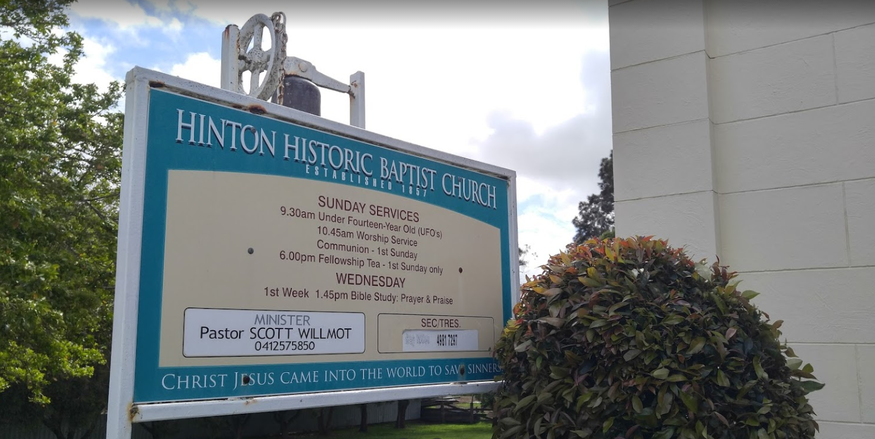 HINTON HISTORIC BAPTIST CHURCH
ESTABLISHED 1857
SUNDAY SERVICES
9.30am Under Fourteen-Year Old (UFO's)
10.45am Worship Service
Communion - 1st Sunday
6.00pm Fellowship Tea - 1st Sunday only
WEDNESDAY
1st Week 1.45pm Bible Study: Prayer & Praise
MINISTER
Pastor SCOTT WILLMOT
0412575850
SEC/TRES.
4981 7297
CHRIST JESUS CAME INTO THE WORLD TO SAVE SINNERS